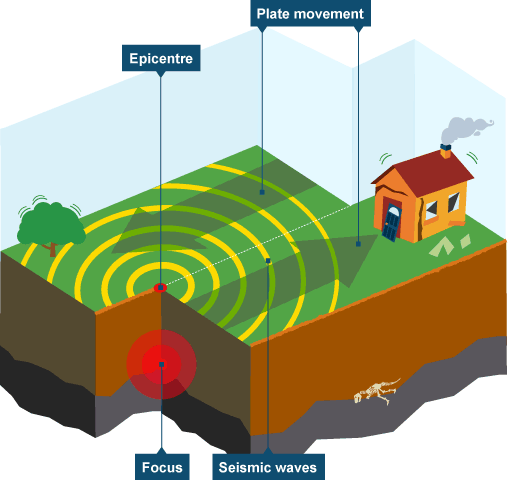 Plate movement
Epicentre
Focus
Seismic waves